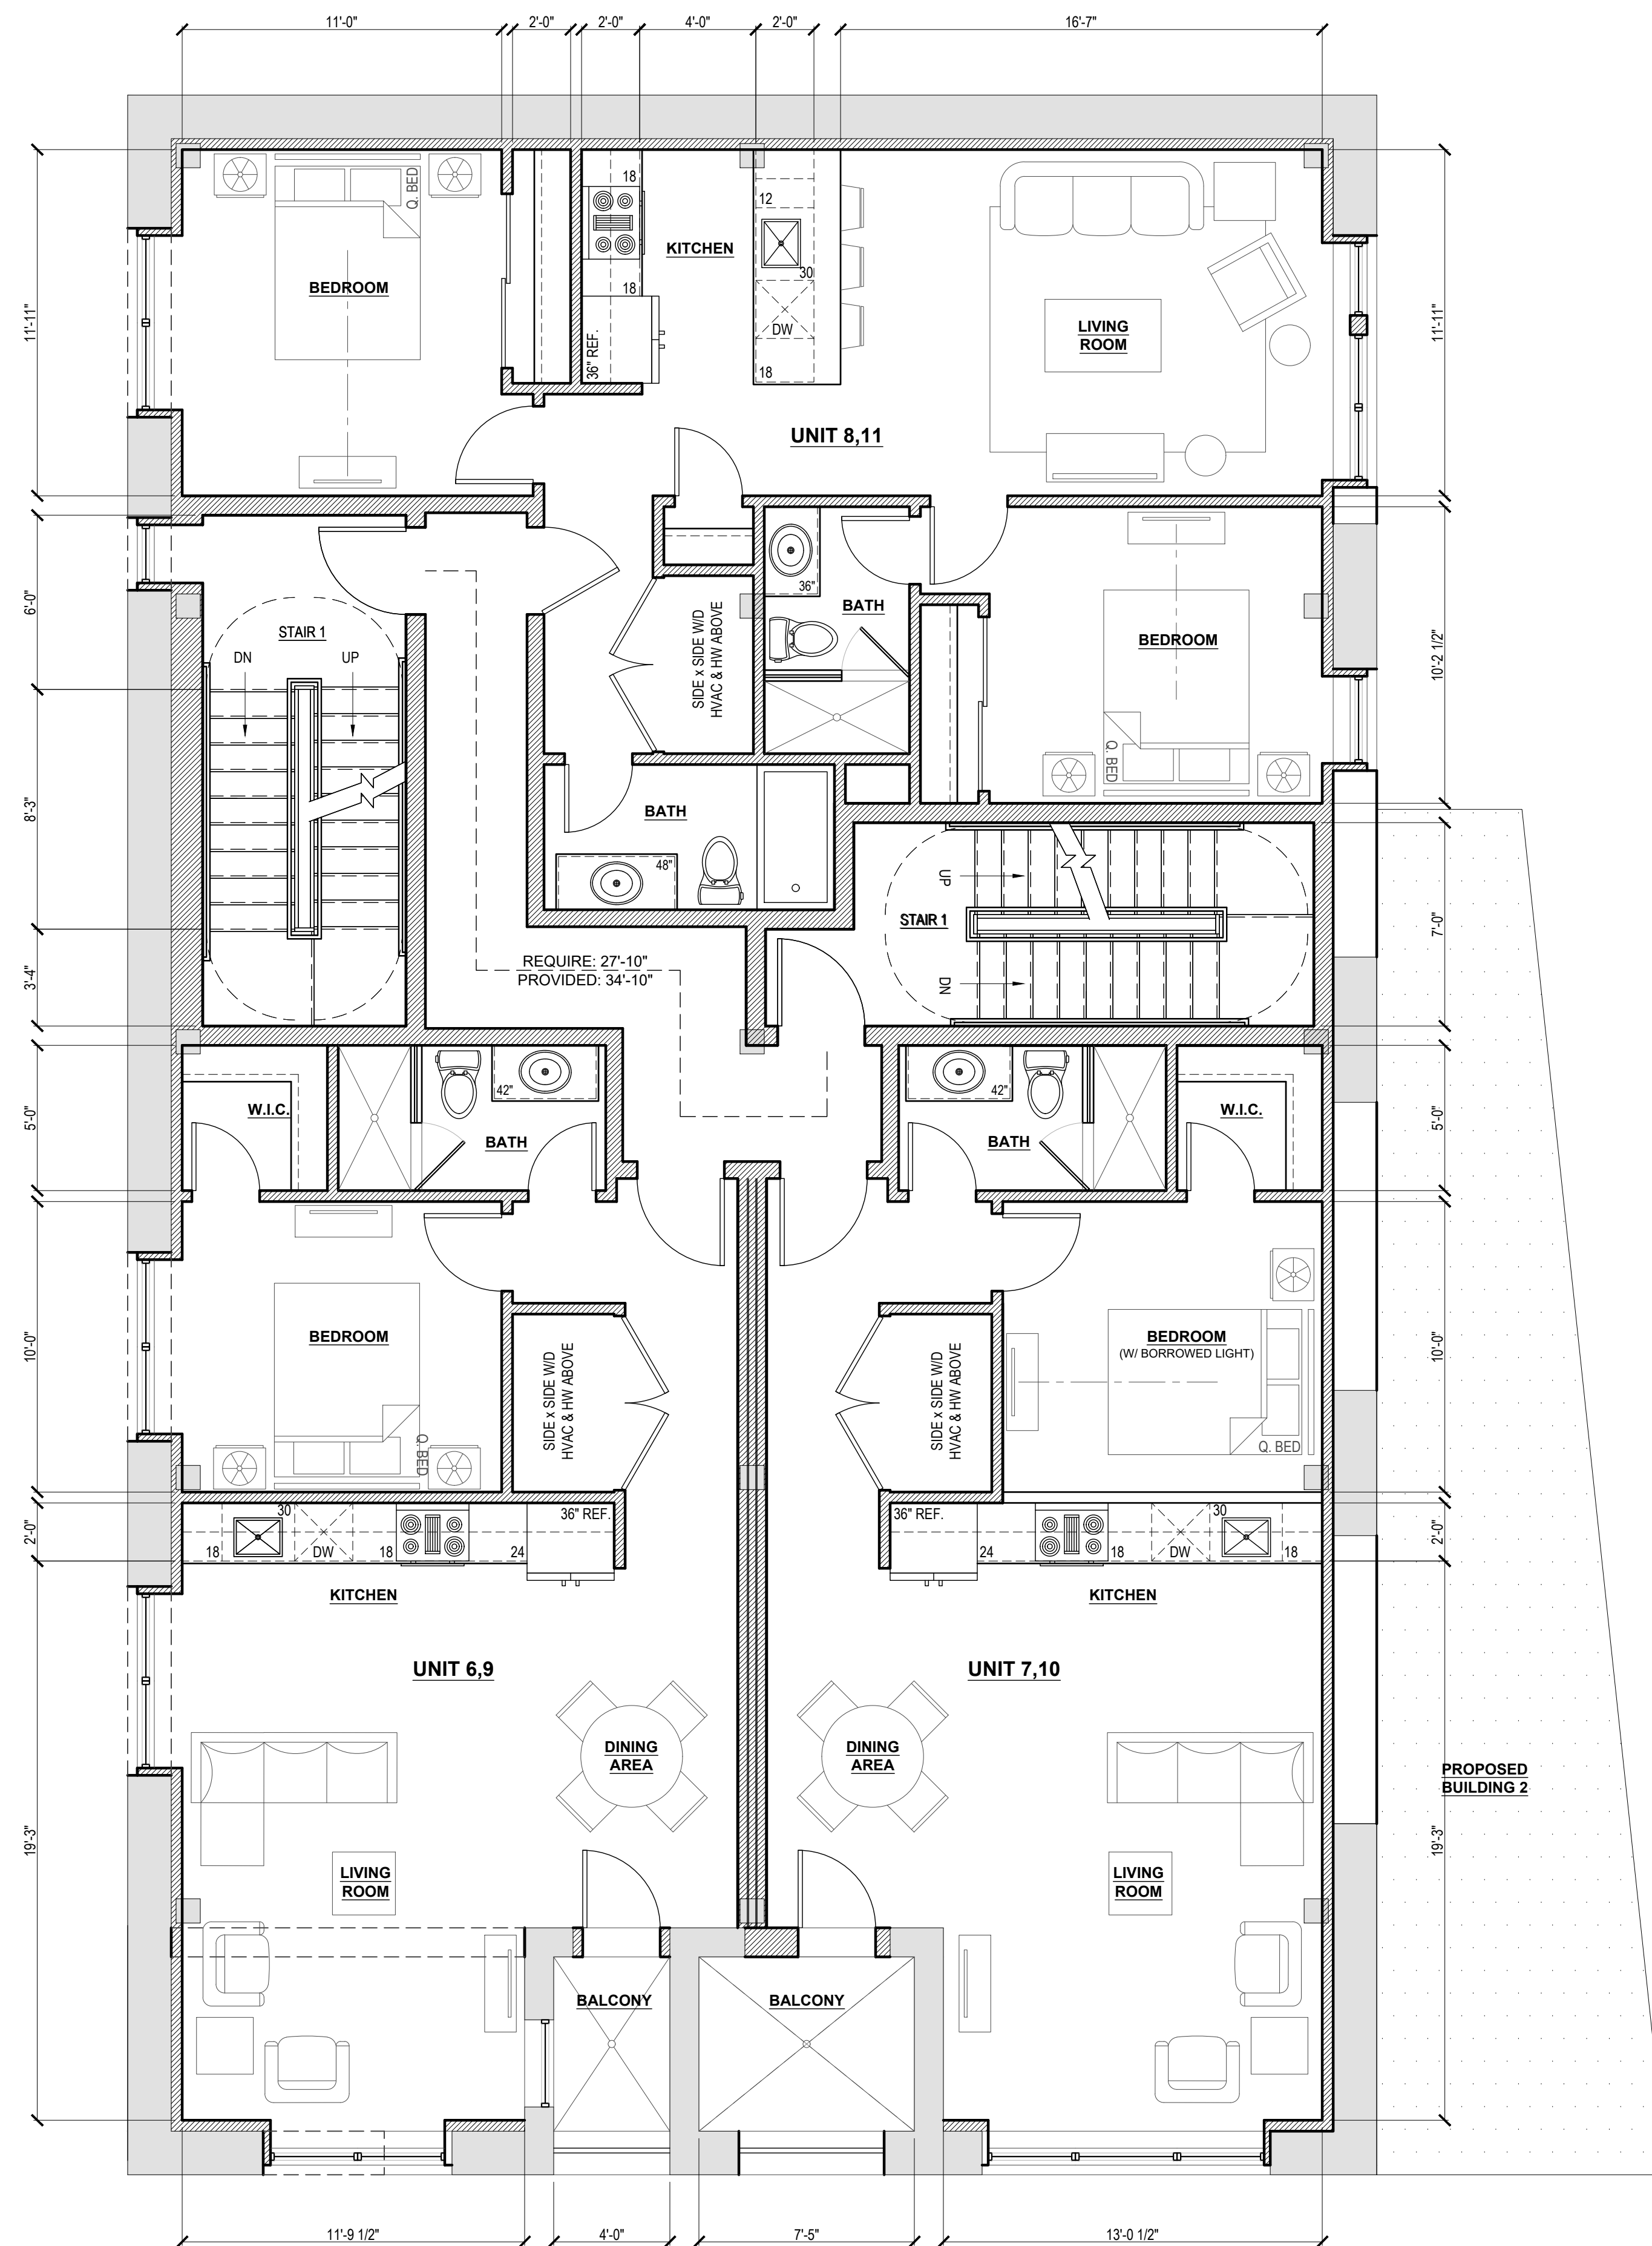 11'-0"
2'-0"
2'-0"
4'-0"
2'-0"
16'-7"
Q. BED
18
12
KITCHEN
30
BEDROOM
18
DW
LIVING
ROOM
11'-11"
11'-11"
36" REF.
18
UNIT 8,11
36"
BATH
6'-0"
STAIR 1
SIDE x SIDE W/D
HVAC & HW ABOVE
BEDROOM
10'-2 1/2"
DN
UP
Q. BED
8'-3"
BATH
48"
UP
STAIR 1
7'-0"
3'-4"
REQUIRE: 27'-10"
PROVIDED: 34'-10"
DN
42"
42"
5'-0"
W.I.C.
BATH
BATH
W.I.C.
5'-0"
10'-0"
BEDROOM
SIDE x SIDE W/D
HVAC & HW ABOVE
SIDE x SIDE W/D
HVAC & HW ABOVE
BEDROOM
(W/ BORROWED LIGHT)
10'-0"
Q. BED
Q. BED
2'-0"
18
30
DW
18
24
36" REF.
36" REF.
24
18
DW
30
18
2'-0"
KITCHEN
KITCHEN
UNIT 6,9
UNIT 7,10
DINING
AREA
DINING
AREA
PROPOSED
BUILDING 2
19'-3"
LIVING
ROOM
LIVING
ROOM
19'-3"
BALCONY
BALCONY
11'-9 1/2"
4'-0"
7'-5"
13'-0 1/2"